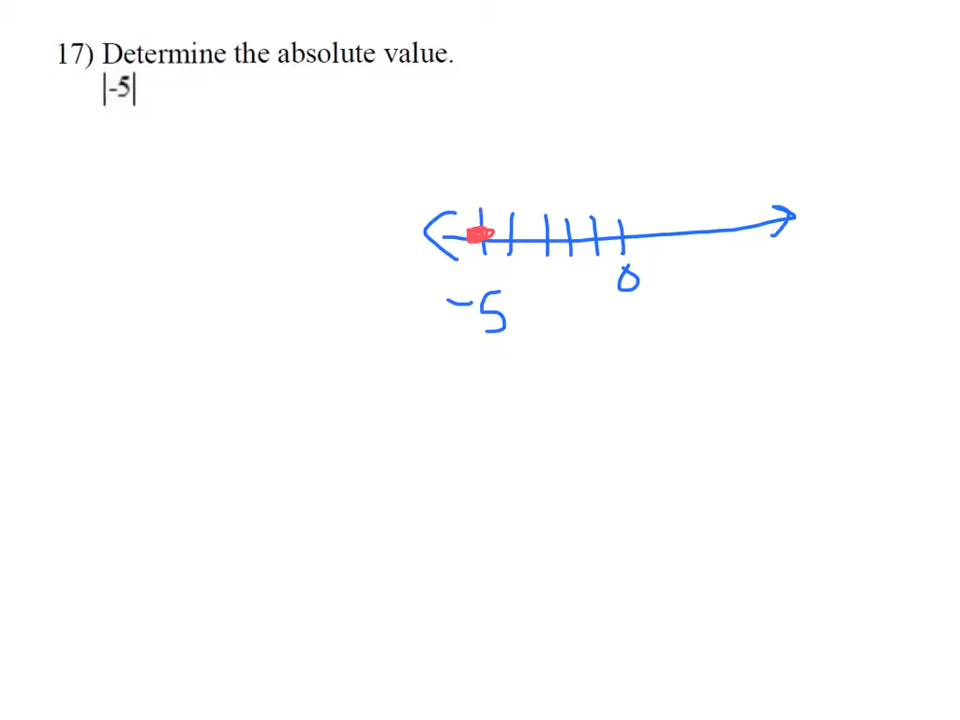 17) Determine the absolute value.
|-5|
0
-5